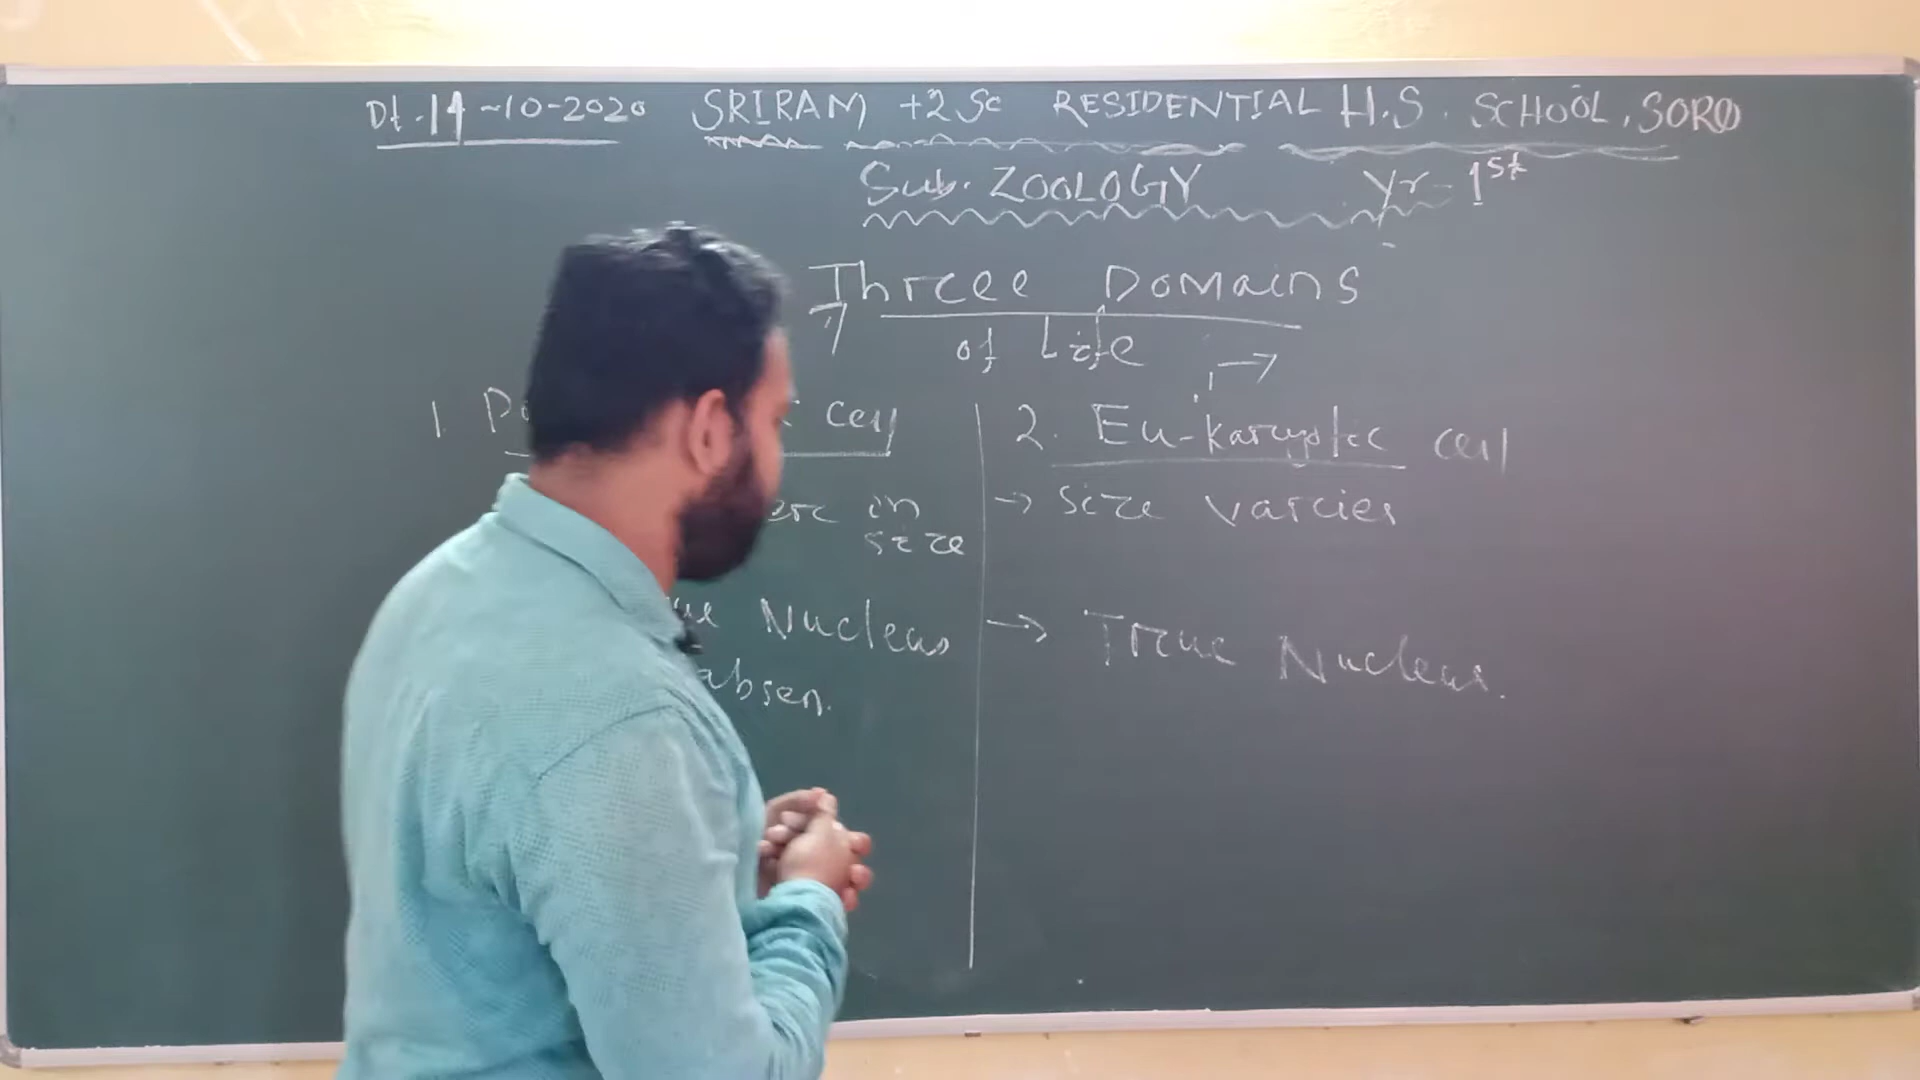 Dt.14-10-2020 SRIRAM +2 Sc RESIDENTIAL H.S. SCHOOL, SORO
Sub. ZOOLOGY Yr- 1st
Three Domains
of Life
1. cell
in
size
Nucleus
absen.
2. Eu-karyotic cell
→ Size varies
→ True Nucleus.